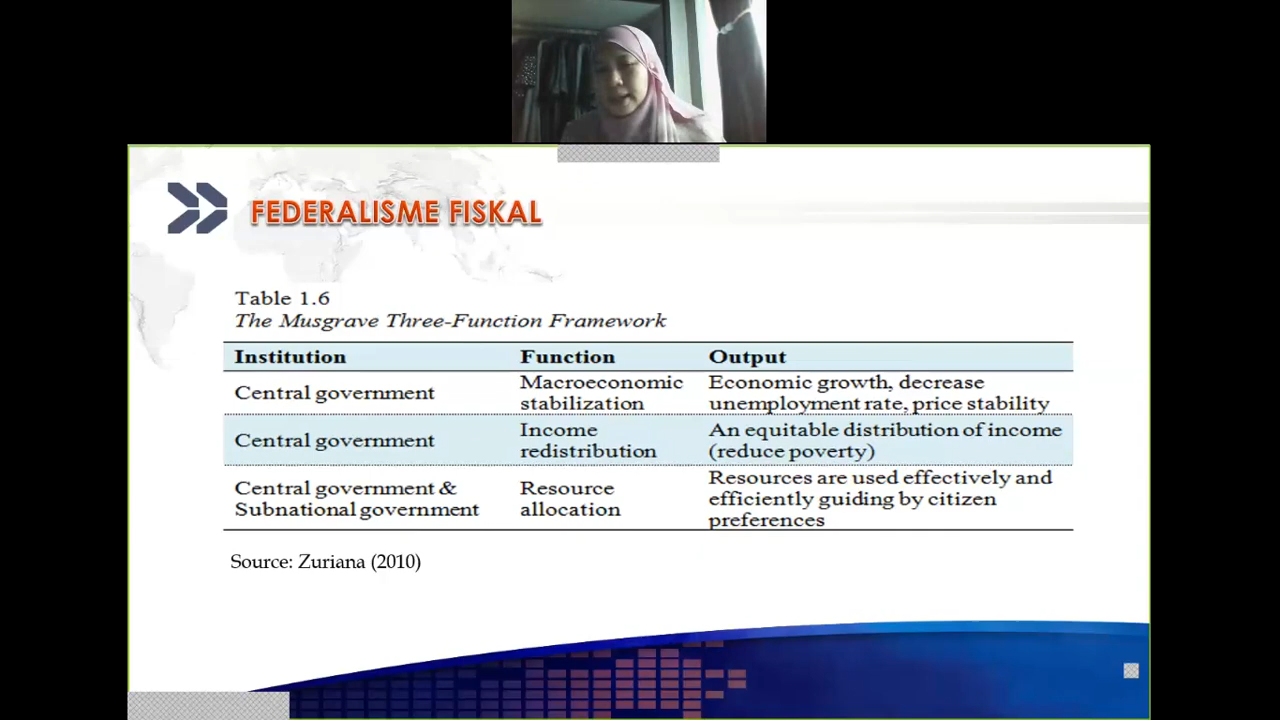 FEDERALISME FISKAL
Table 1.6
The Musgrave Three-Function Framework
Institution Function Output
Central government Macroeconomic stabilization Economic growth, decrease unemployment rate, price stability
Central government Income redistribution An equitable distribution of income (reduce poverty)
Central government & Subnational government Resource allocation Resources are used effectively and efficiently guiding by citizen preferences
Source: Zuriana (2010)